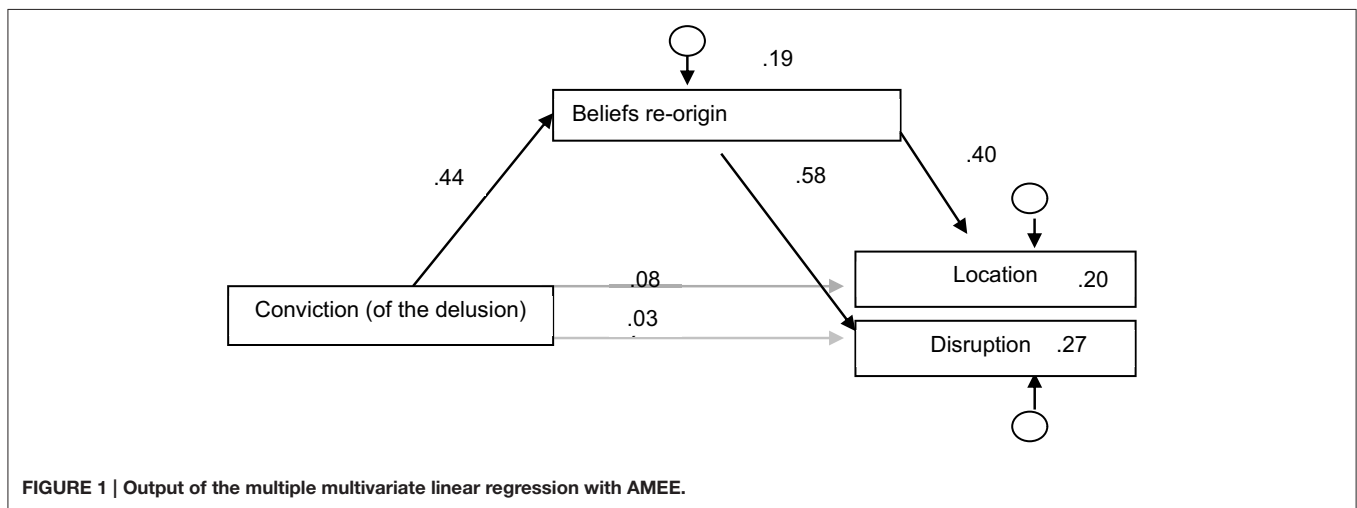 .19
Beliefs re-origin
.40
.44
.58
Location .20
.08
Conviction (of the delusion)
.03
Disruption .27
FIGURE 1 | Output of the multiple multivariate linear regression with AMEE.